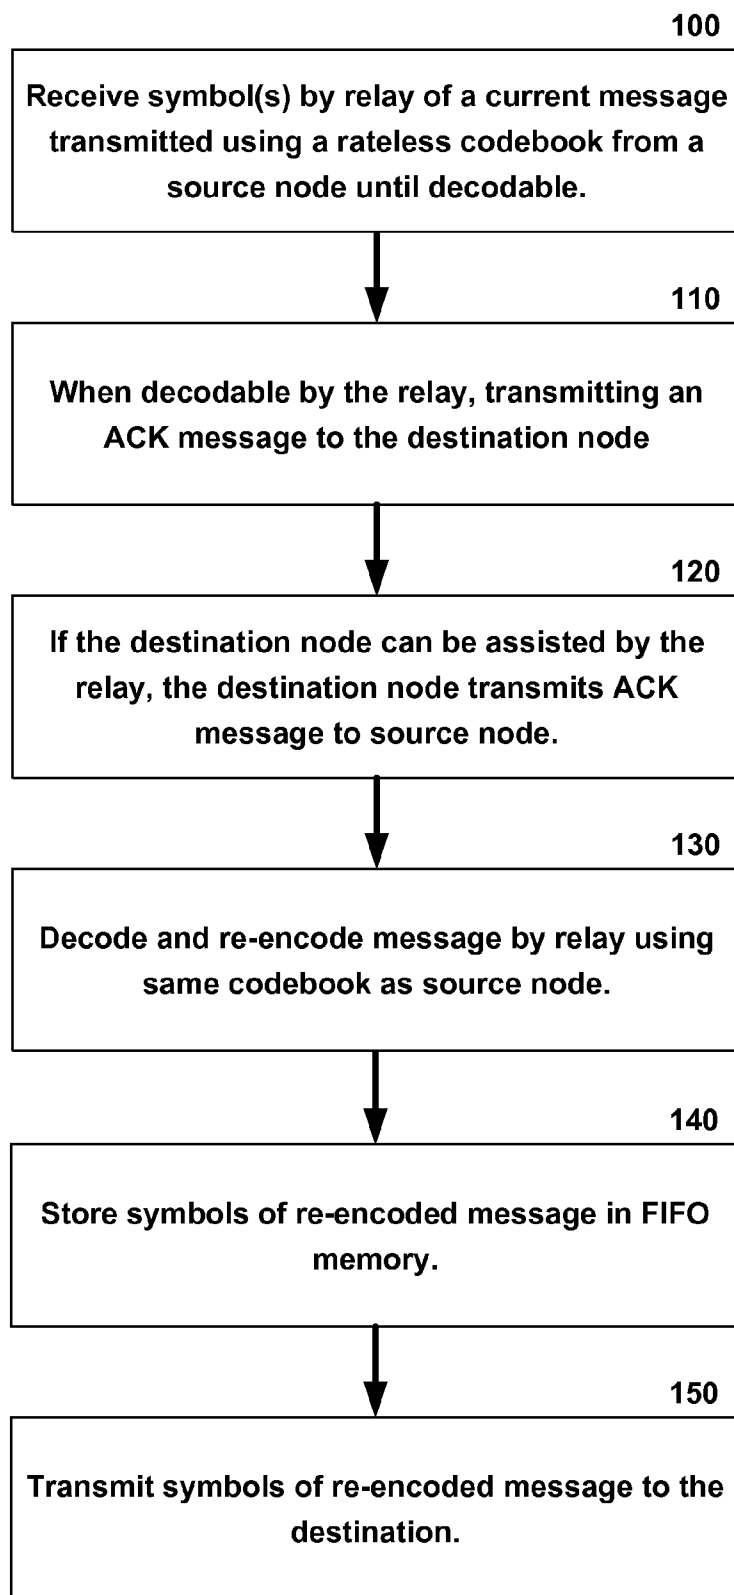 100
Receive symbol(s) by relay of a current message
transmitted using a rateless codebook from a
source node until decodable.
110
When decodable by the relay, transmitting an
ACK message to the destination node
120
If the destination node can be assisted by the
relay, the destination node transmits ACK
message to source node.
130
Decode and re-encode message by relay using
same codebook as source node.
140
Store symbols of re-encoded message in FIFO
memory.
150
Transmit symbols of re-encoded message to the
destination.